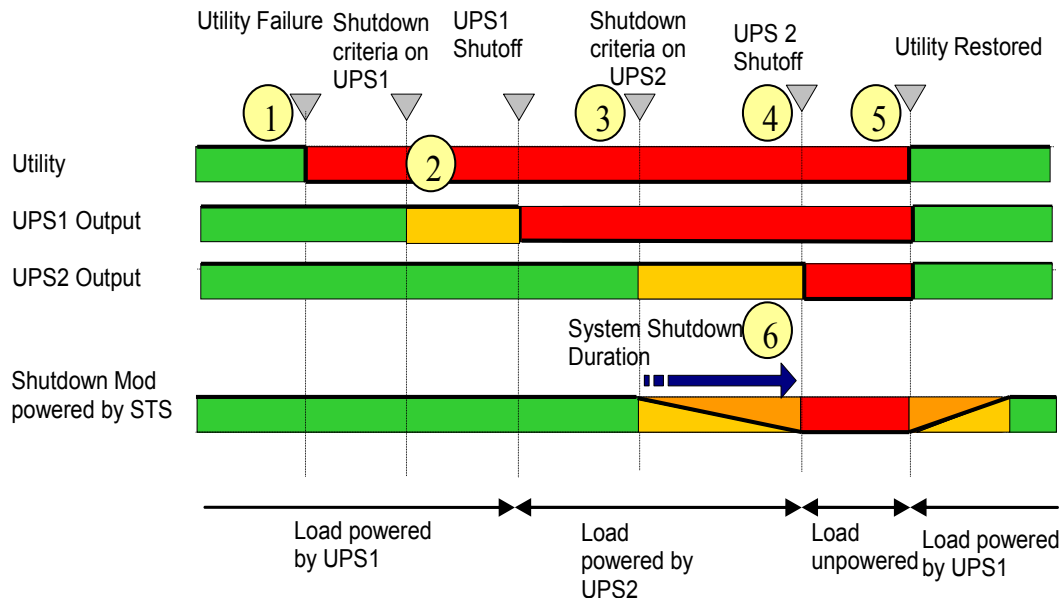 Utility Failure
Shutdown
criteria on
UPS1
UPS1
Shutoff
Shutdown
criteria on
UPS2
UPS 2
Shutoff
Utility Restored
1
3
4
5
Utility
2
UPS1 Output
UPS2 Output
System Shutdown
Duration
6
Shutdown Mod
powered by STS
Load powered
by UPS1
Load
powered by
UPS2
Load
unpowered
Load powered
by UPS1